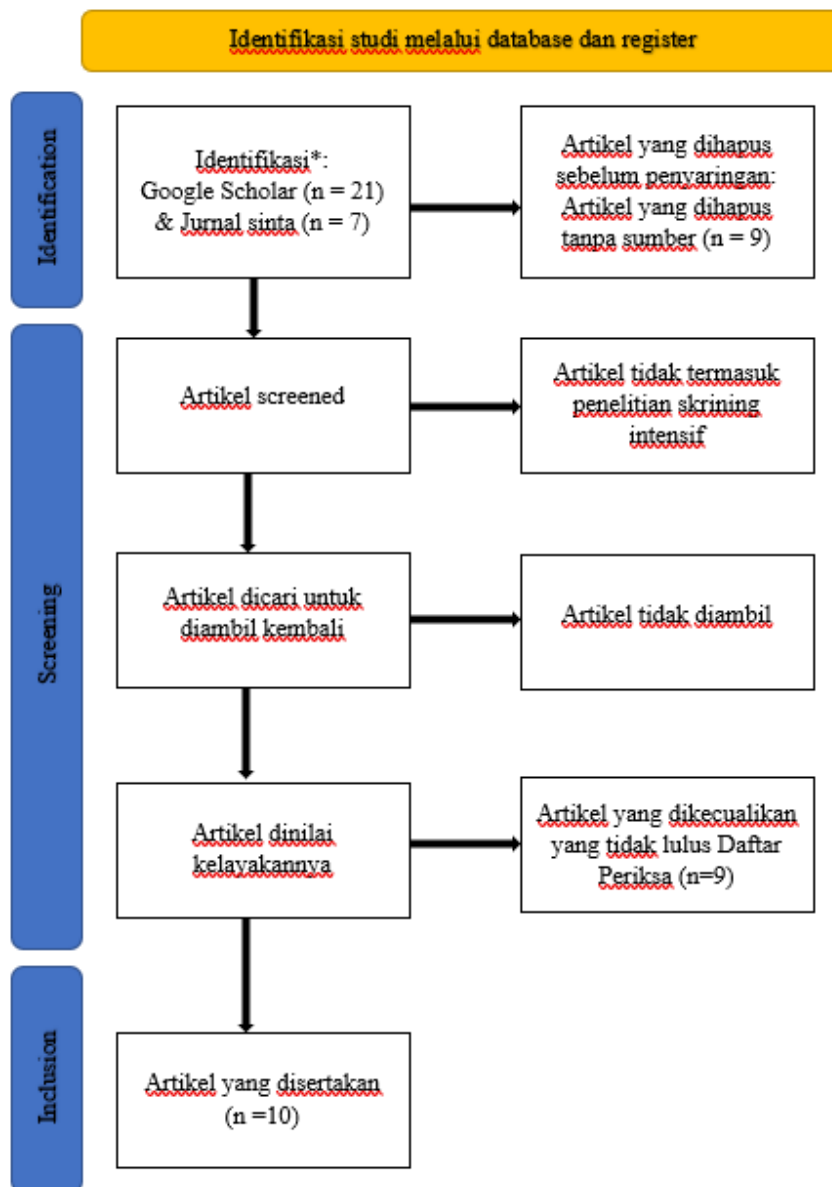 Identifikasi studi melalui database dan register
Identification
Identifikasi*:
Google Scholar (n = 21)
& Jurnal sinta (n = 7)
Artikel yang dihapus
sebelum penyaringan:
Artikel yang dihapus
tanpa sumber (n = 9)
Screening
Artikel screened
Artikel tidak termasuk
penelitian skrining
intensif
Artikel dicari untuk
diambil kembali
Artikel tidak diambil
Artikel dinilai
kelayakannya
Artikel yang dikecualikan
yang tidak lulus Daftar
Periksa (n=9)
Inclusion
Artikel yang disertakan
(n =10)